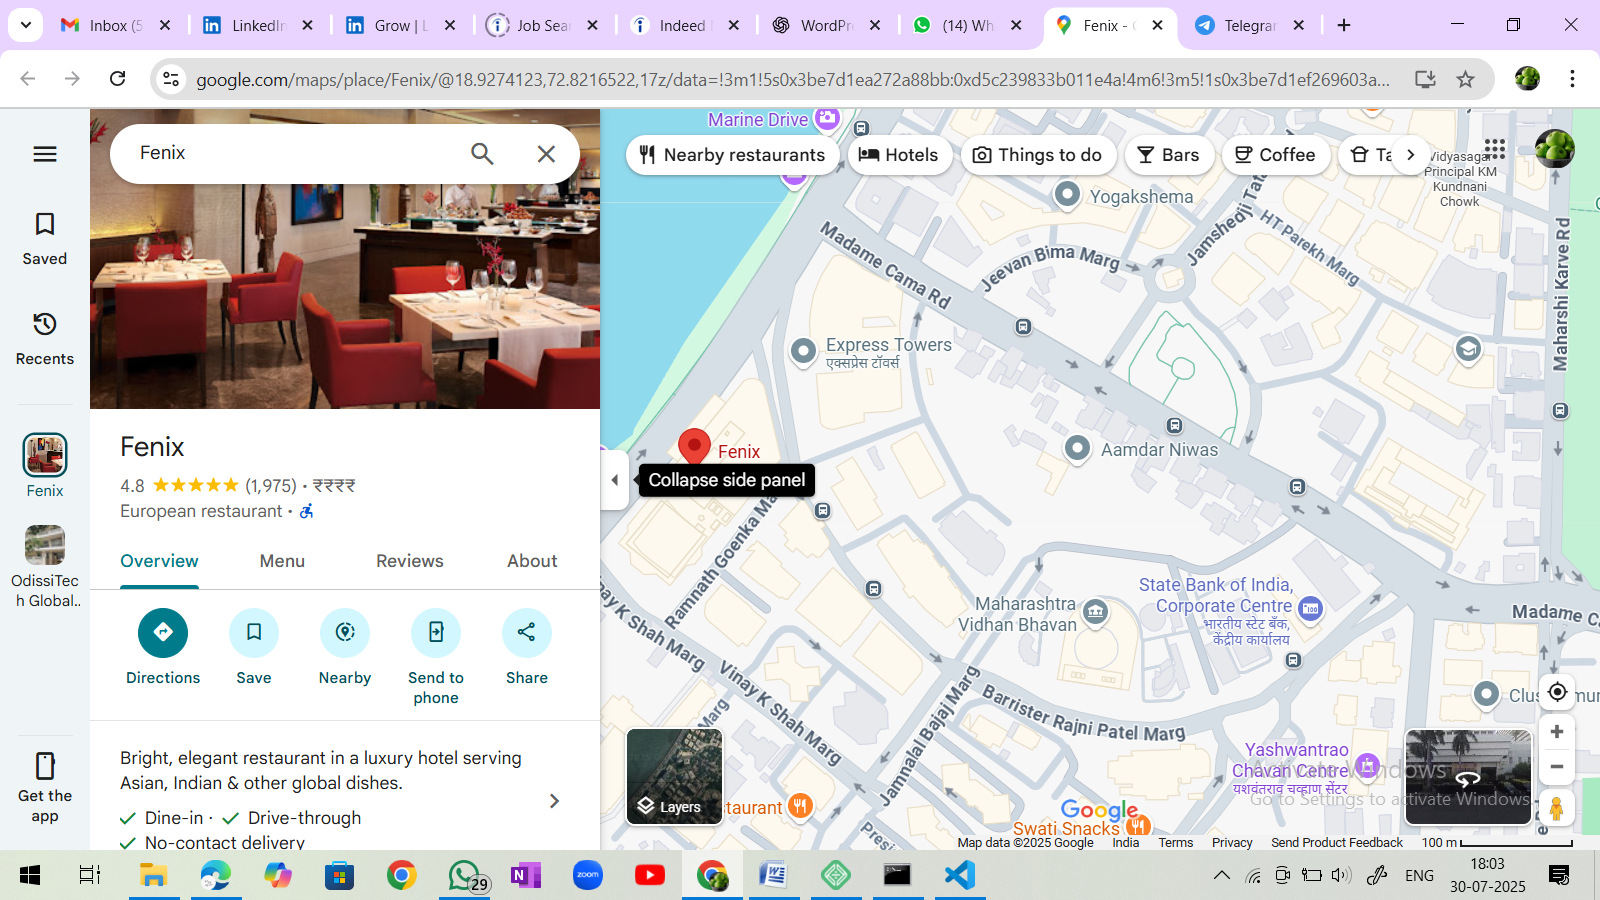 Inbox (5
LinkedIn
Grow | L
Job Sear
Indeed
WordPr
(14) Wh
Fenix - G
Telegram
google.com/maps/place/Fenix/@18.9274123,72.8216522,17z/data=!3m1!5s0x3be7d1ea272a88bb:0xd5c239833b011e4a!4m6!3m5!1s0x3be7d1ef269603a...
Fenix
Saved
Recents
Fenix
OdissiTec
h Global..
Get the
app
Fenix
4.8 (1,975) · ₹₹₹₹
European restaurant ·
Overview
Menu
Reviews
About
Directions
Save
Nearby
Send to
phone
Share
Bright, elegant restaurant in a luxury hotel serving
Asian, Indian & other global dishes.
Dine-in · Drive-through
No-contact delivery
Marine Drive
Nearby restaurants
Hotels
Things to do
Bars
Coffee
Ta
Vidyasagar
Principal KM
Kundnani
Chowk
Yogakshema
Jamshedji Tata
HT Parekh Marg
Maharshi Karve Rd
Madame Cama Rd
Jeevan Bima Marg
Express Towers
एक्सप्रेस टॉवर्स
Fenix
Collapse side panel
Aamdar Niwas
Ramnath Goenka Marg
State Bank of India,
Corporate Centre
भारतीय स्टेट बँक,
केंद्रीय कार्यालय
Maharashtra
Vidhan Bhavan
Madame Ca
nay K Shah Marg
Vinay K Shah Marg
Marg
Jamnalal Bajaj Marg
Barrister Rajni Patel Marg
Yashwantrao
Chavan Centre
यशवंतराव चव्हाण सेंटर
Layers
taurant
Swati Snacks
Google
Activate Windows
Go to Settings to activate Windows.
Map data ©2025 Google
India
Terms
Privacy
Send Product Feedback
100 m
29
zoom
ENG
18:03
30-07-2025